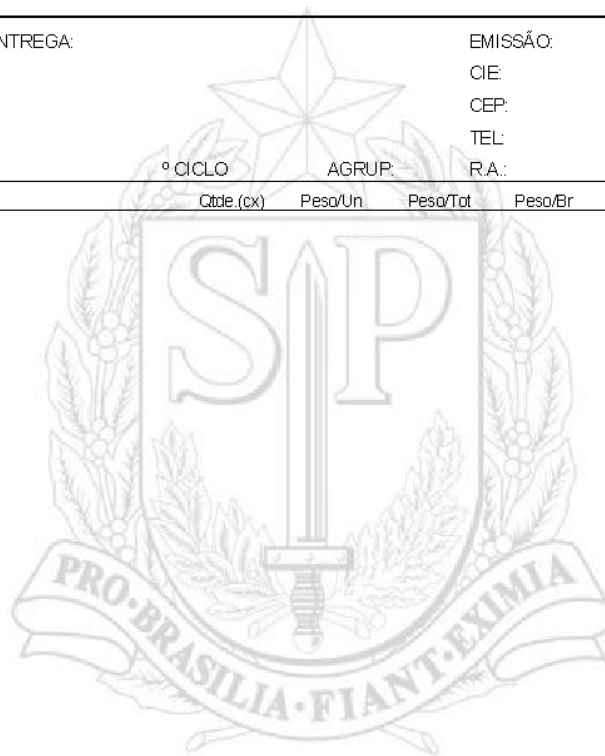 NTREGA: EMISSÃO:
CIE:
CEP:
TEL:
º CICLO AGRUP: R.A.:
Qtde.(cx) Peso/Un Peso/Tot Peso/Br
SP
PRO·BRASILIA·FIANT·EXIMIA